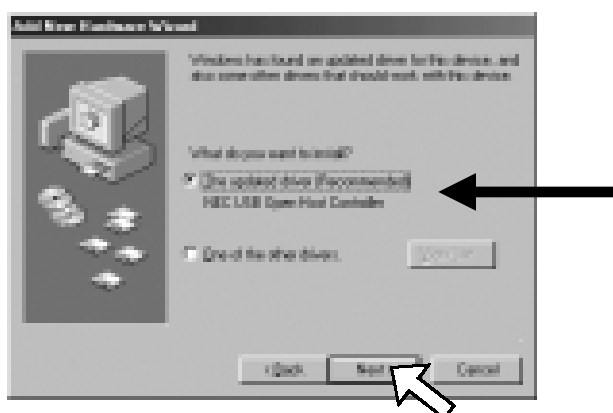 Add New Hardware Wizard
Windows has found an updated driver for this device, and
also some other drivers that should work with this device.
What do you want to install?
The updated driver (Recommended)
NEC USB Open Host Controller
One of the other drivers.
< Back
Next
Cancel